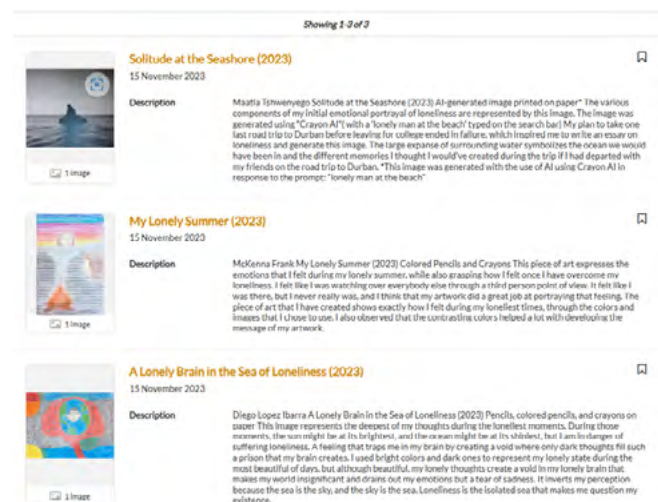 Showing 1-3 of 3
Solitude at the Seashore (2023)
15 November 2023
Description
Maatla Tshwenyego Solitude at the Seashore (2023) AI-generated image printed on paper* The various
components of my initial emotional portrayal of loneliness are represented by this image. The image was
generated using "Crayon AI"( with a 'lonely man at the beach' typed on the search bar) My plan to take one
last road trip to Durban before leaving for college ended in failure, which inspired me to write an essay on
loneliness and generate this image. The large expanse of surrounding water symbolizes the ocean we would
have been in and the different memories I thought I would've created during the trip if I had departed with
my friends on the road trip to Durban. *This image was generated with the use of AI using Crayon AI in
response to the prompt: "lonely man at the beach"
1 image
My Lonely Summer (2023)
15 November 2023
Description
McKenna Frank My Lonely Summer (2023) Colored Pencils and Crayons This piece of art expresses the
emotions that I felt during my lonely summer, while also grasping how I felt once I have overcome my
loneliness. I felt like I was watching over everybody else through a third person point of view. It felt like I
was there, but I never really was, and I think that my artwork did a great job at portraying that feeling. The
piece of art that I have created shows exactly how I felt during my loneliest times, through the colors and
images that I chose to use. I also observed that the contrasting colors helped a lot with developing the
message of my artwork.
1 image
A Lonely Brain in the Sea of Loneliness (2023)
15 November 2023
Description
Diego Lopez Ibarra A Lonely Brain in the Sea of Loneliness (2023) Pencils, colored pencils, and crayons on
paper This image represents the deepest of my thoughts during the loneliest moments. During those
moments, the sun might be at its brightest, and the ocean might be at its shiniest, but I am in danger of
suffering loneliness. A feeling that traps me in my brain by creating a void where only dark thoughts fill such
a prison that my brain creates. I used bright colors and dark ones to represent my lonely state during the
most beautiful of days, but although beautiful, my lonely thoughts create a void in my lonely brain that
makes my world insignificant and drains out my emotions but a tear of sadness. It inverts my perception
because the sea is the sky, and the sky is the sea. Loneliness is the isolated sea that makes me question my
existence.
1 image